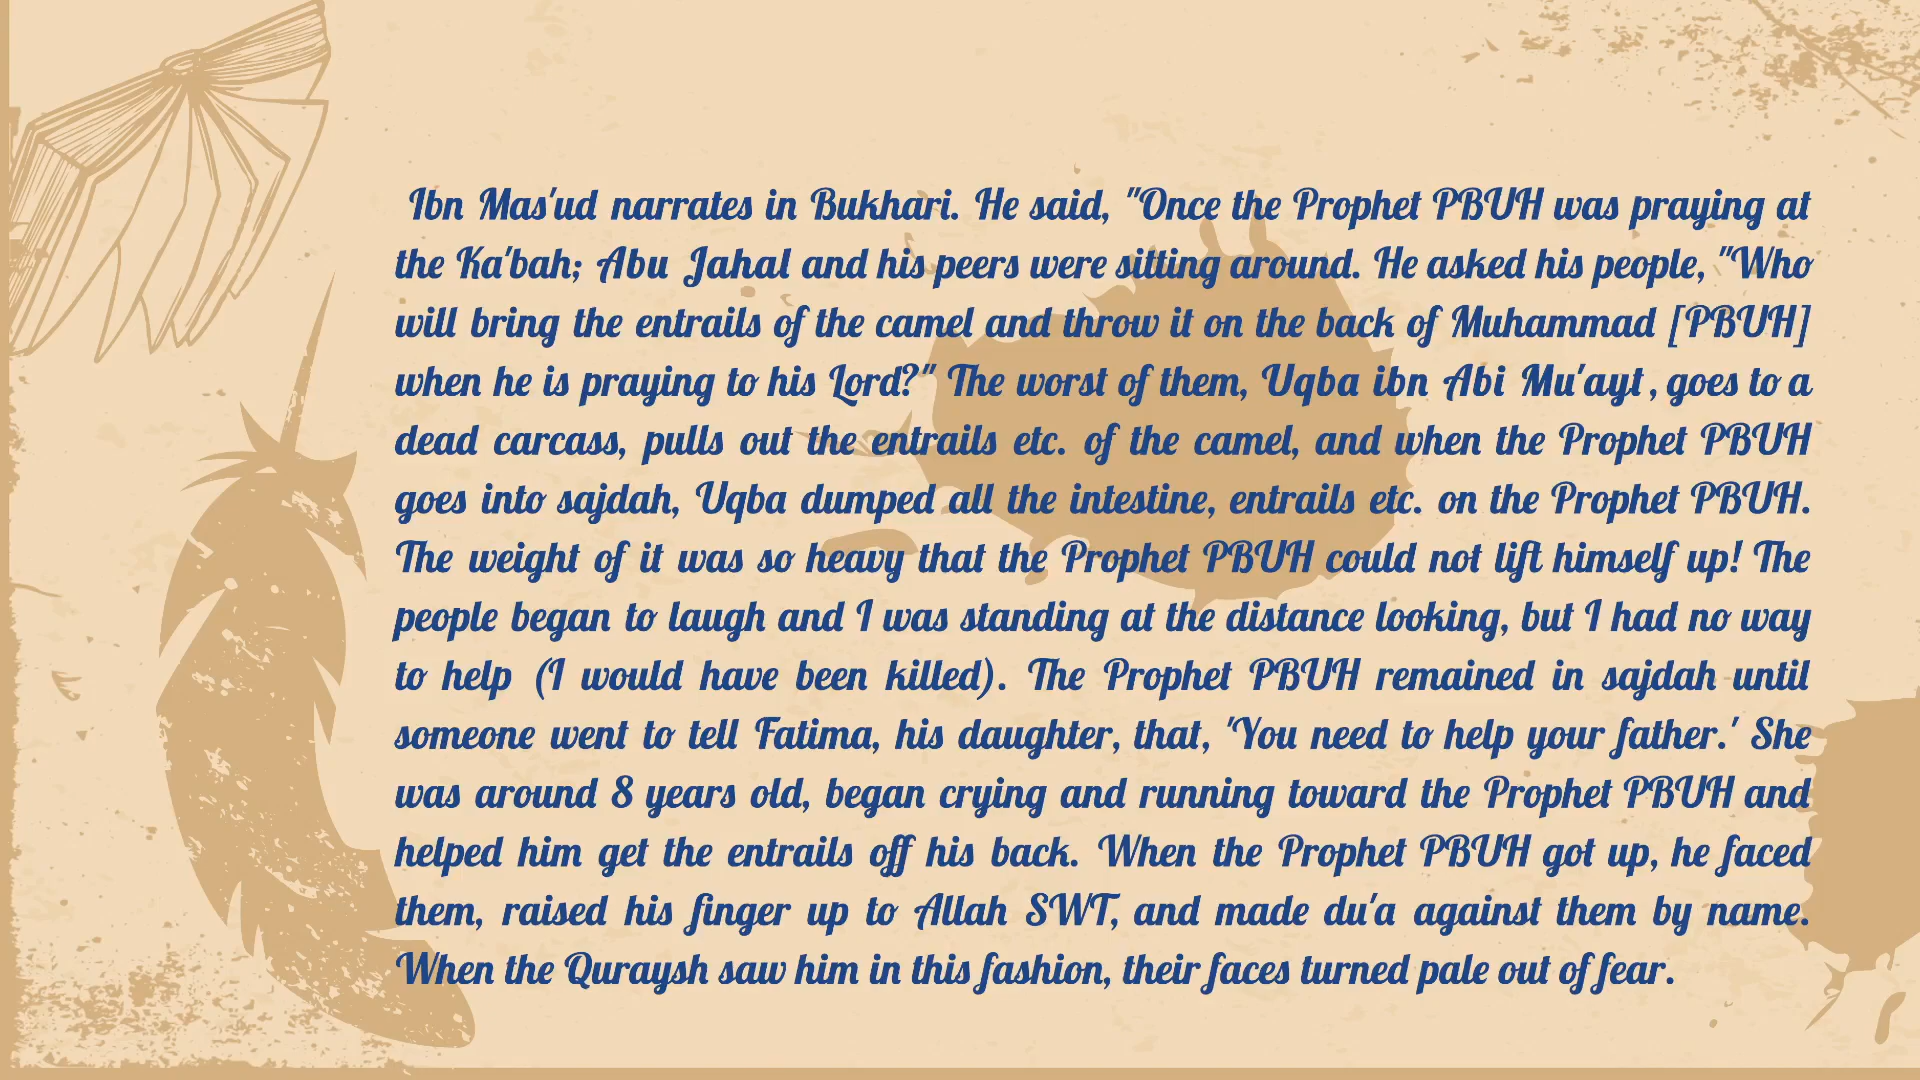 Ibn Mas'ud narrates in Bukhari. He said, "Once the Prophet PBUH was praying at
the Ka'bah; Abu Jahal and his peers were sitting around. He asked his people, "Who
will bring the entrails of the camel and throw it on the back of Muhammad [PBUH]
when he is praying to his Lord?" The worst of them, Uqba ibn Abi Mu'ayt, goes to a
dead carcass, pulls out the entrails etc. of the camel, and when the Prophet PBUH
goes into sajdah, Uqba dumped all the intestine, entrails etc. on the Prophet PBUH.
The weight of it was so heavy that the Prophet PBUH could not lift himself up! The
people began to laugh and I was standing at the distance looking, but I had no way
to help (I would have been killed). The Prophet PBUH remained in sajdah until
someone went to tell Fatima, his daughter, that, 'You need to help your father.' She
was around 8 years old, began crying and running toward the Prophet PBUH and
helped him get the entrails off his back. When the Prophet PBUH got up, he faced
them, raised his finger up to Allah SWT, and made du'a against them by name.
When the Quraysh saw him in this fashion, their faces turned pale out of fear.